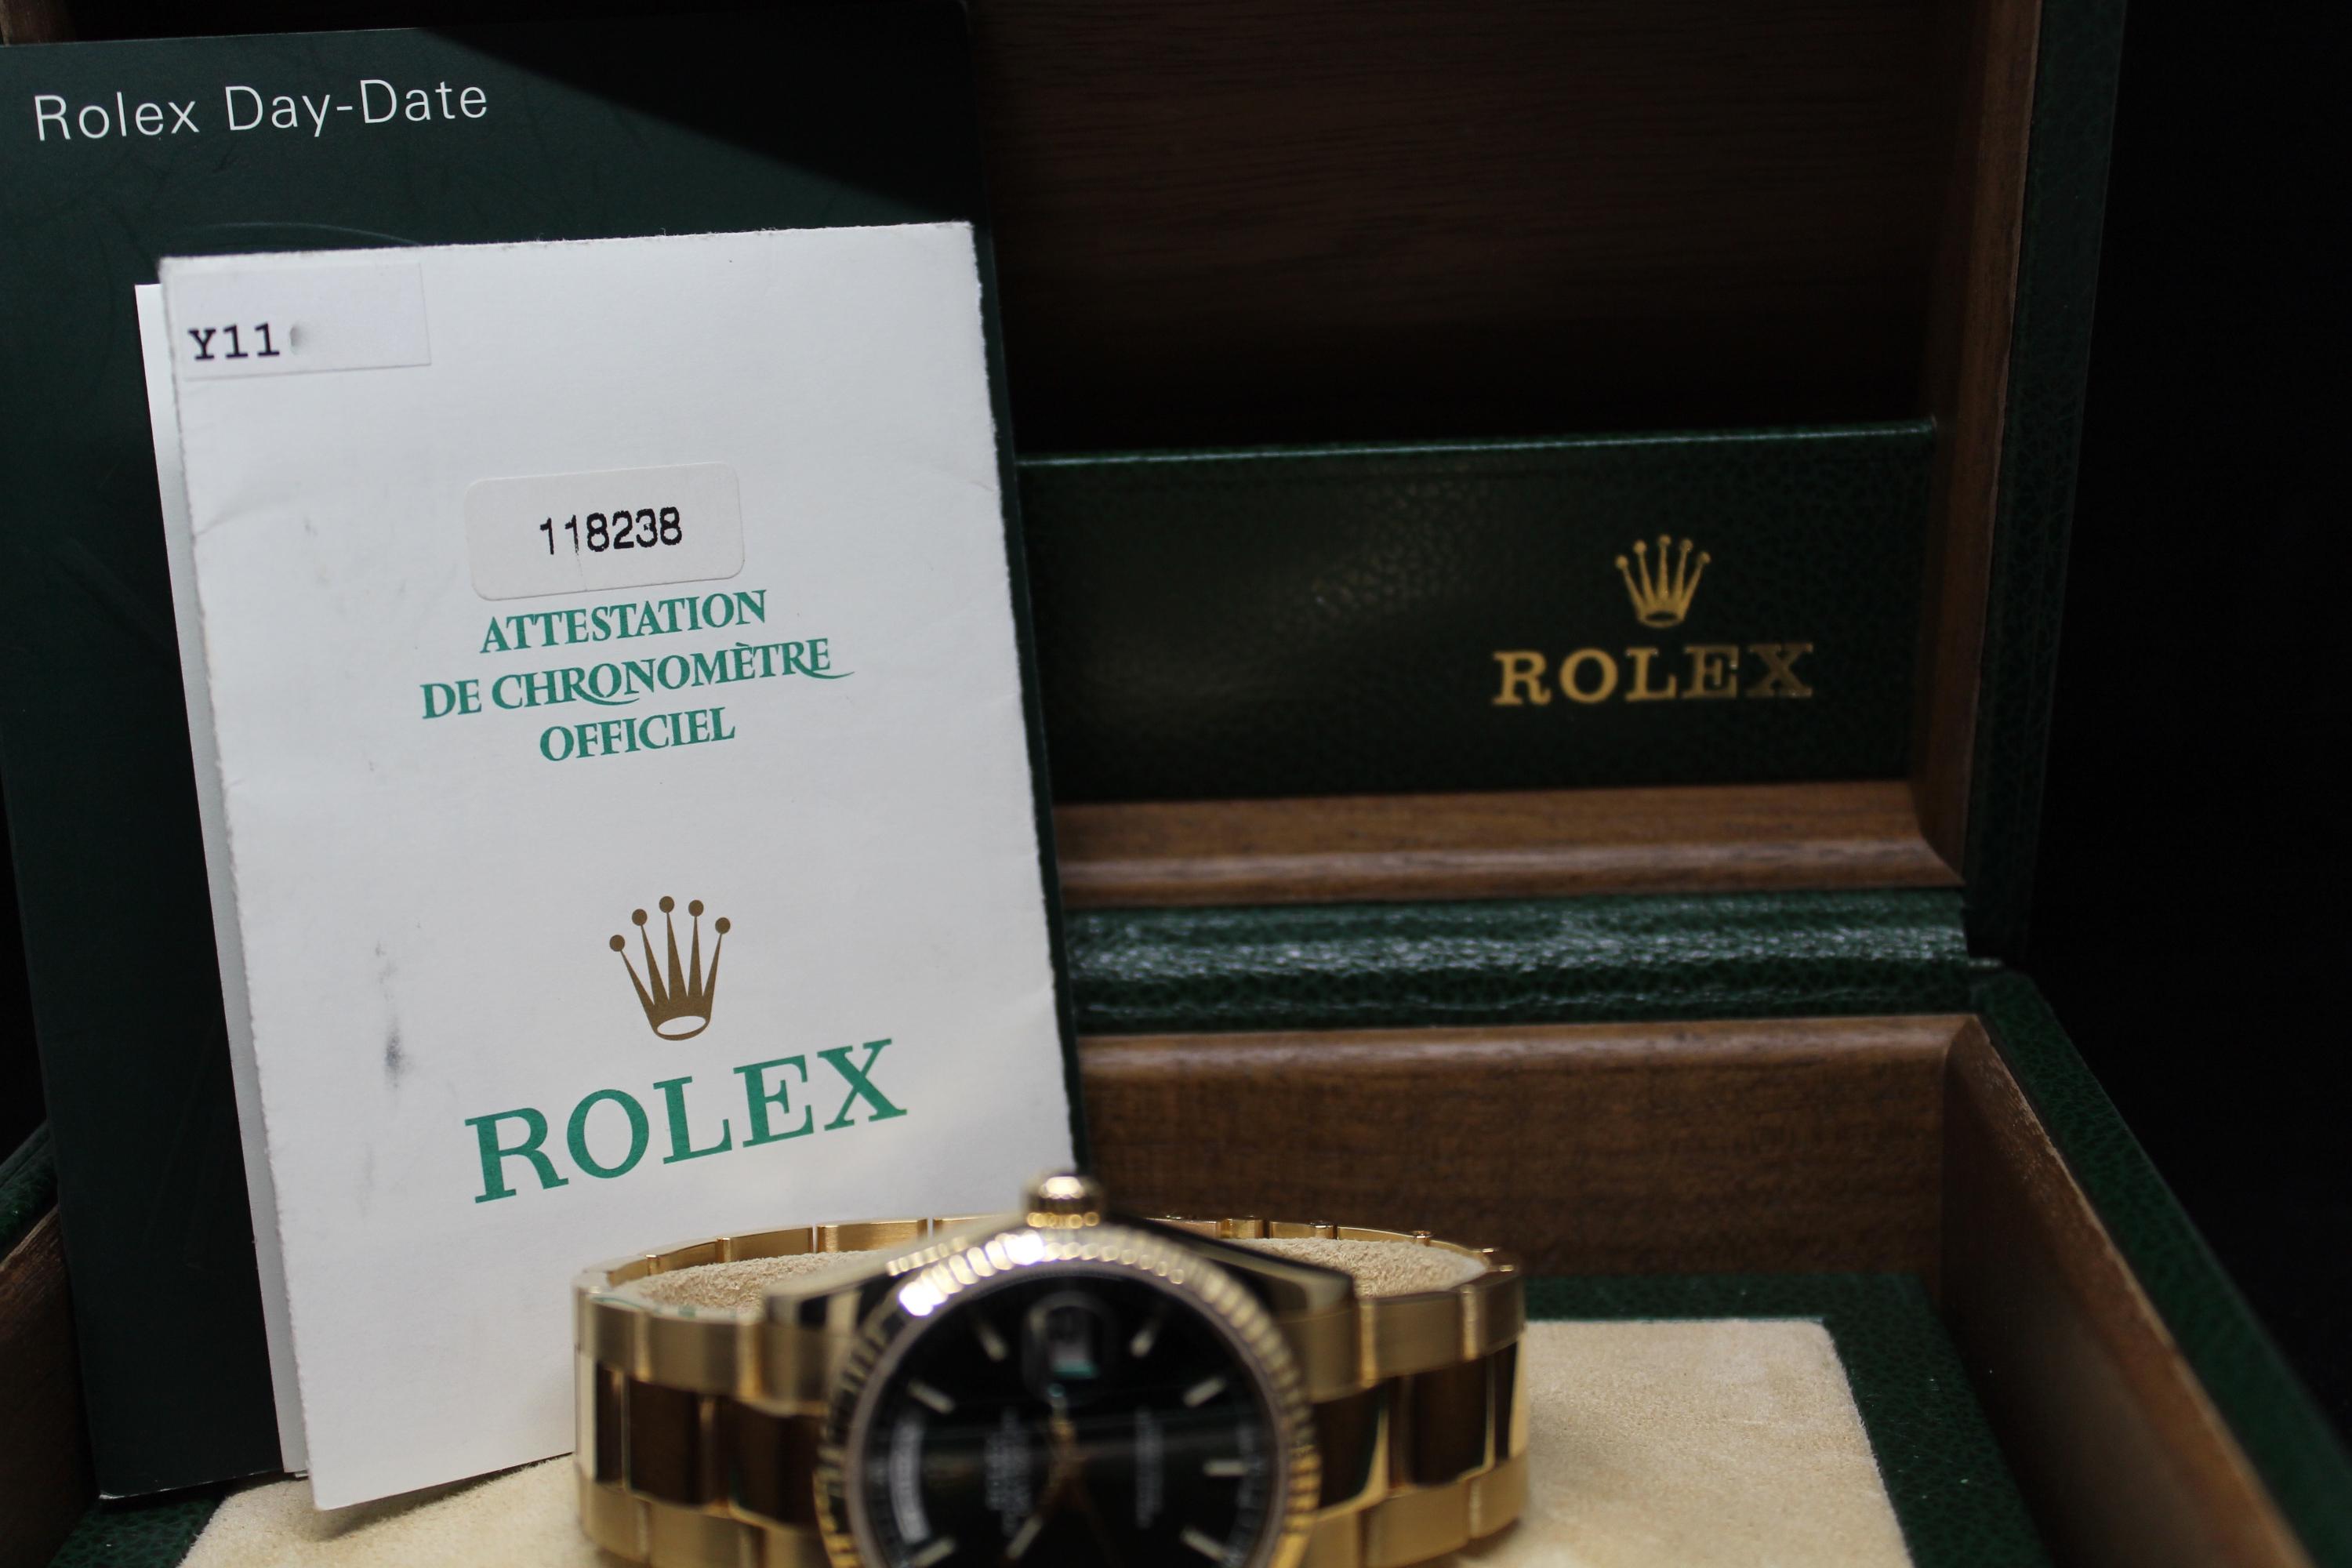 Rolex Day-Date
Y11
118238
ATTESTATION
DE CHRONOMÈTRE
OFFICIEL
ROLEX
ROLEX